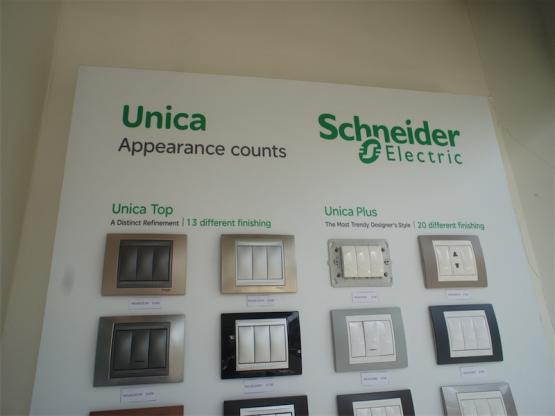 Unica
Appearance counts
Schneider
Electric
Unica Top
A Distinct Refinement | 13 different finishing
Unica Plus
The Most Trendy Designer's Style | 20 different finishing